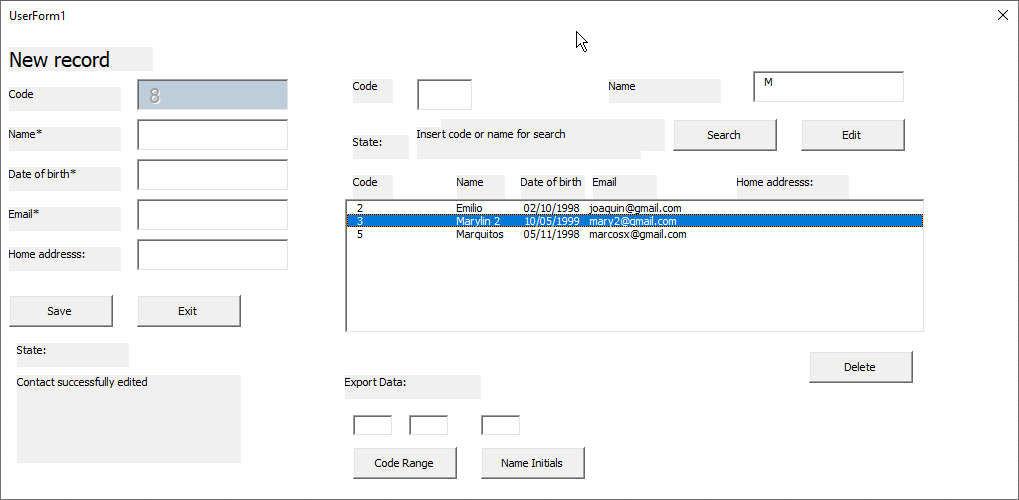 UserForm1
New record
Code
8
Name*
Date of birth*
Email*
Home addresss:
Save
Exit
State:
Contact successfully edited
Code
Name
M
State:
Insert code or name for search
Search
Edit
Code Name Date of birth Email Home addresss:
2 Emilio 02/10/1998 joaquin@gmail.com
3 Marylin 2 10/05/1999 mary2@gmail.com
5 Marquitos 05/11/1998 marcosx@gmail.com
Delete
Export Data:
Code Range
Name Initials